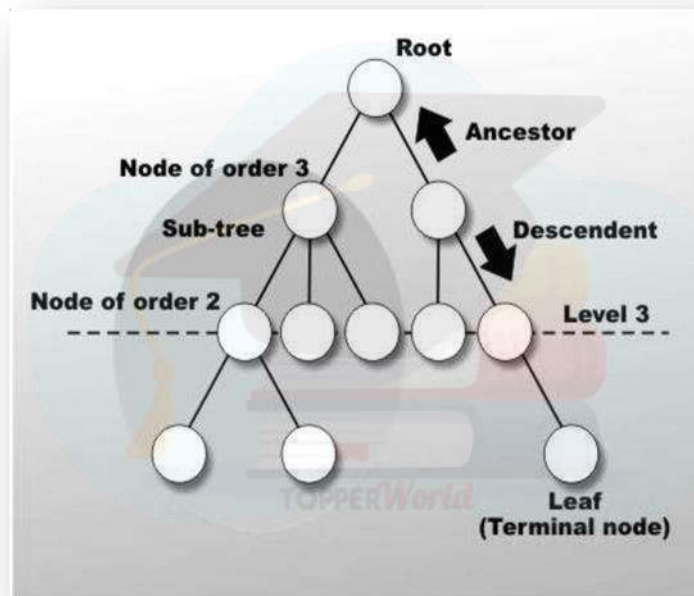 Root
Ancestor
Node of order 3
Sub-tree
Descendent
Node of order 2
Level 3
TOPPERWorld
Leaf
(Terminal node)